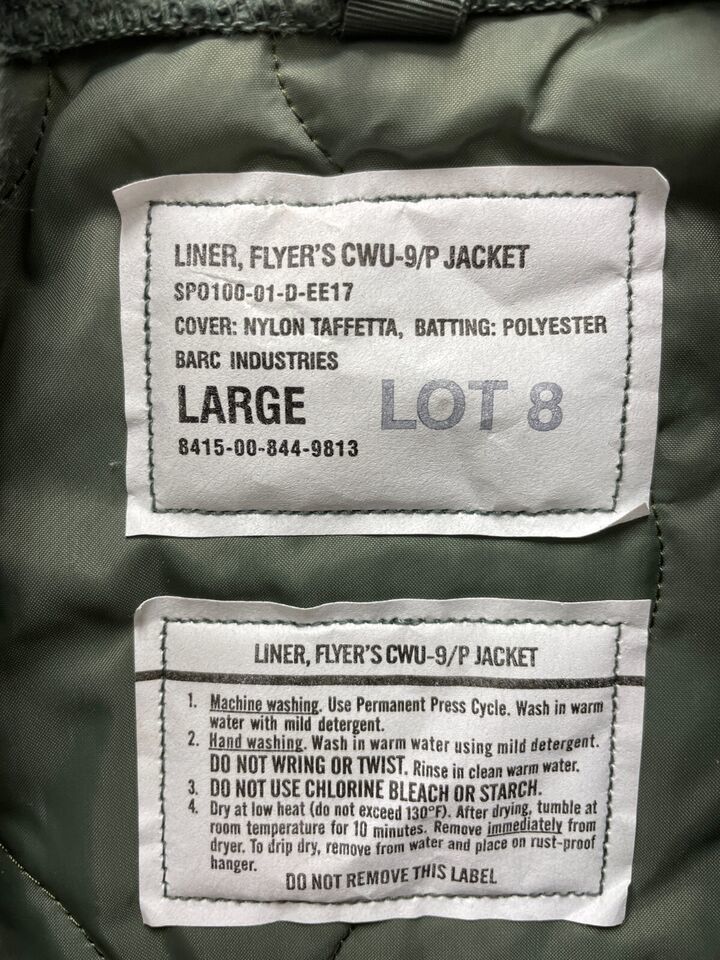 LINER, FLYER'S CWU-9/P JACKET
SPO100-01-D-EE17
COVER: NYLON TAFFETTA, BATTING: POLYESTER
BARC INDUSTRIES
LARGE LOT 8
8415-00-844-9813
LINER, FLYER'S CWU-9/P JACKET
1. Machine washing. Use Permanent Press Cycle. Wash in warm
water with mild detergent.
2. Hand washing. Wash in warm water using mild detergent.
DO NOT WRING OR TWIST. Rinse in clean warm water.
3. DO NOT USE CHLORINE BLEACH OR STARCH.
4. Dry at low heat (do not exceed 130°F). After drying, tumble at
room temperature for 10 minutes. Remove immediately from
dryer. To drip dry, remove from water and place on rust-proof
hanger.
DO NOT REMOVE THIS LABEL